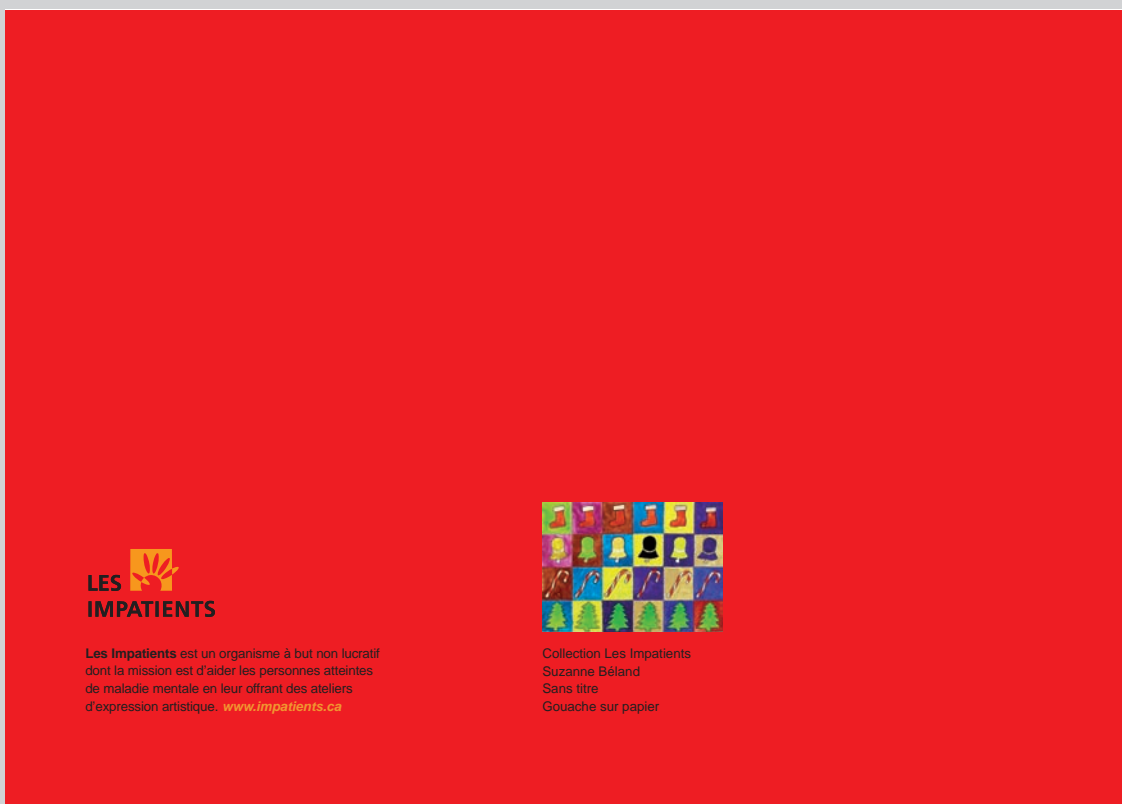 LES
IMPATIENTS
Les Impatients est un organisme à but non lucratif
dont la mission est d'aider les personnes atteintes
de maladie mentale en leur offrant des ateliers
d'expression artistique. www.impatients.ca
Collection Les Impatients
Suzanne Béland
Sans titre
Gouache sur papier